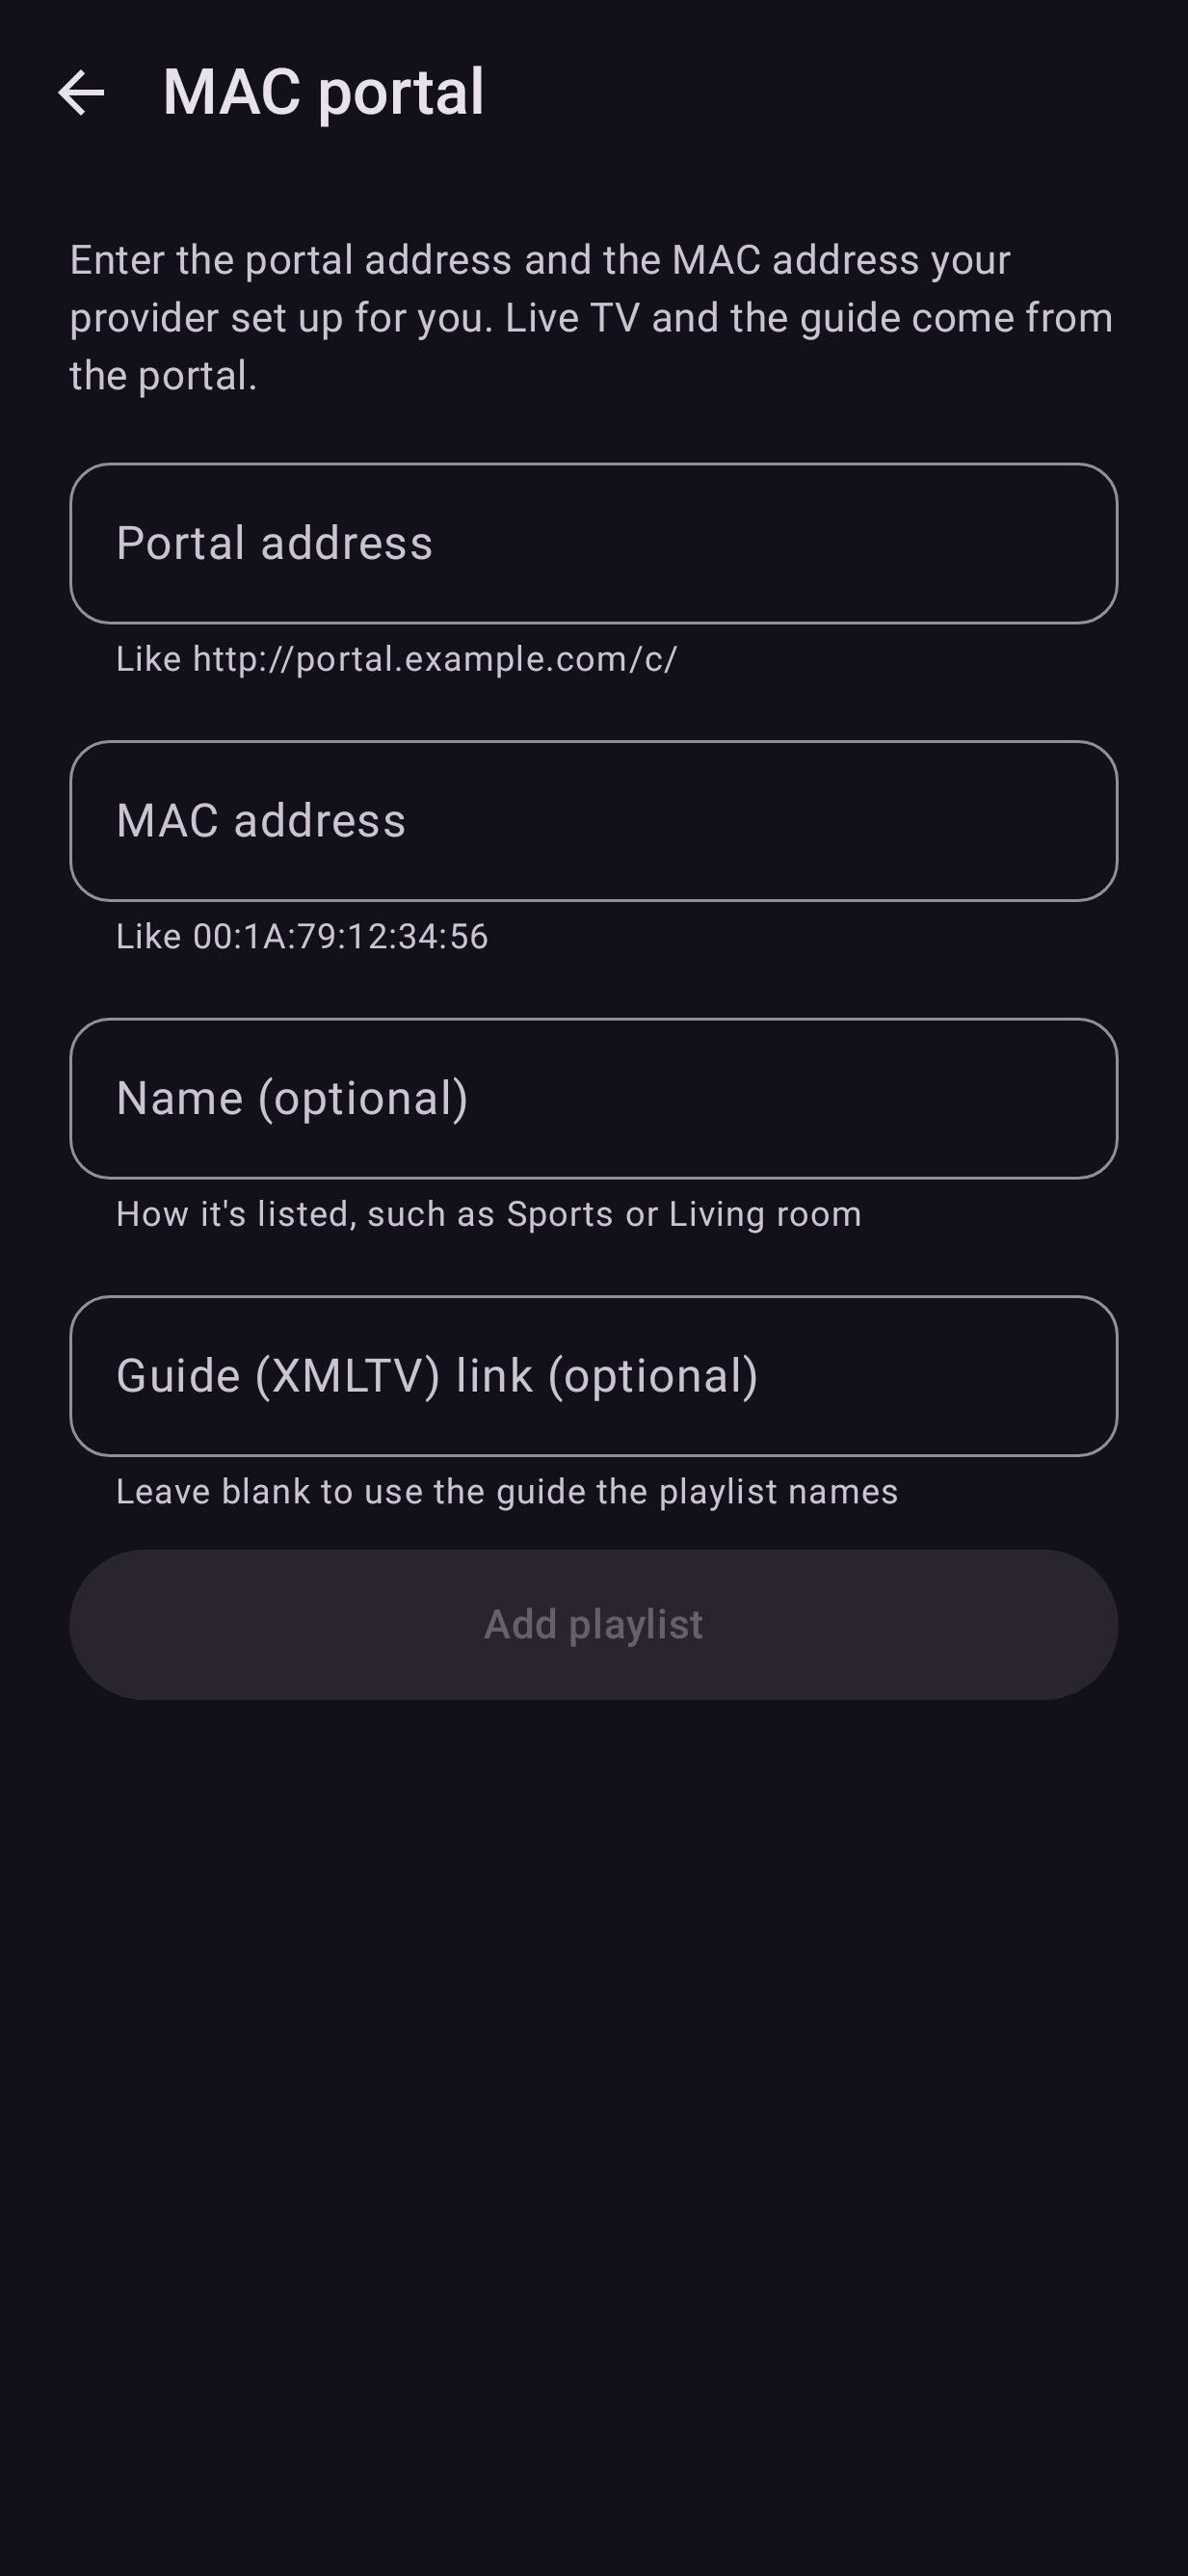 MAC portal
Enter the portal address and the MAC address your
provider set up for you. Live TV and the guide come from
the portal.
Portal address
Like http://portal.example.com/c/
MAC address
Like 00:1A:79:12:34:56
Name (optional)
How it's listed, such as Sports or Living room
Guide (XMLTV) link (optional)
Leave blank to use the guide the playlist names
Add playlist